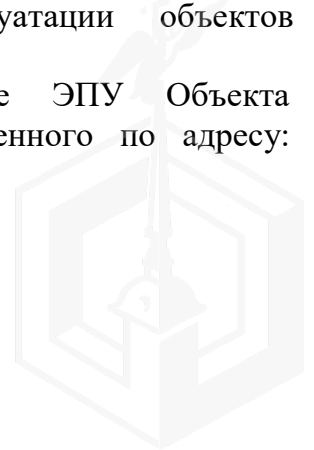 уатации объектов
е ЭПУ Объекта
енного по адресу: